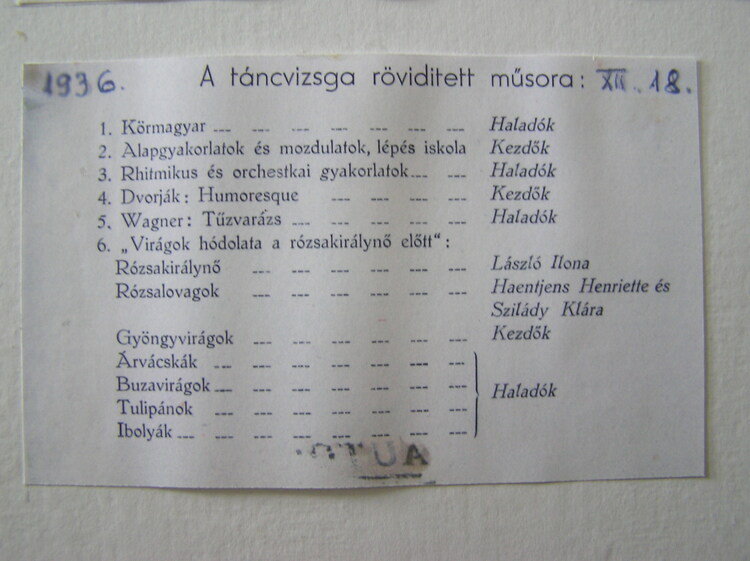 1936. A táncvizsga röviditett műsora: XII. 18.
1. Körmagyar --- --- --- --- --- --- --- Haladók
2. Alapgyakorlatok és mozdulatok, lépés iskola Kezdők
3. Rhitmikus és orchestkai gyakorlatok --- --- Haladók
4. Dvorják: Humoresque --- --- --- --- Kezdők
5. Wagner: Tűzvarázs --- --- --- --- --- Haladók
6. „Virágok hódolata a rózsakirálynő előtt“:
Rózsakirálynő --- --- --- --- --- --- László Ilona
Rózsalovagok --- --- --- --- --- --- Haentjens Henriette és
Szilády Klára
Gyöngyvirágok --- --- --- --- --- --- Kezdők
Árvácskák --- --- --- --- --- --- ---
Buzavirágok --- --- --- --- --- --- --- Haladók
Tulipánok --- --- --- --- --- --- ---
Ibolyák --- --- --- --- --- --- --- ---